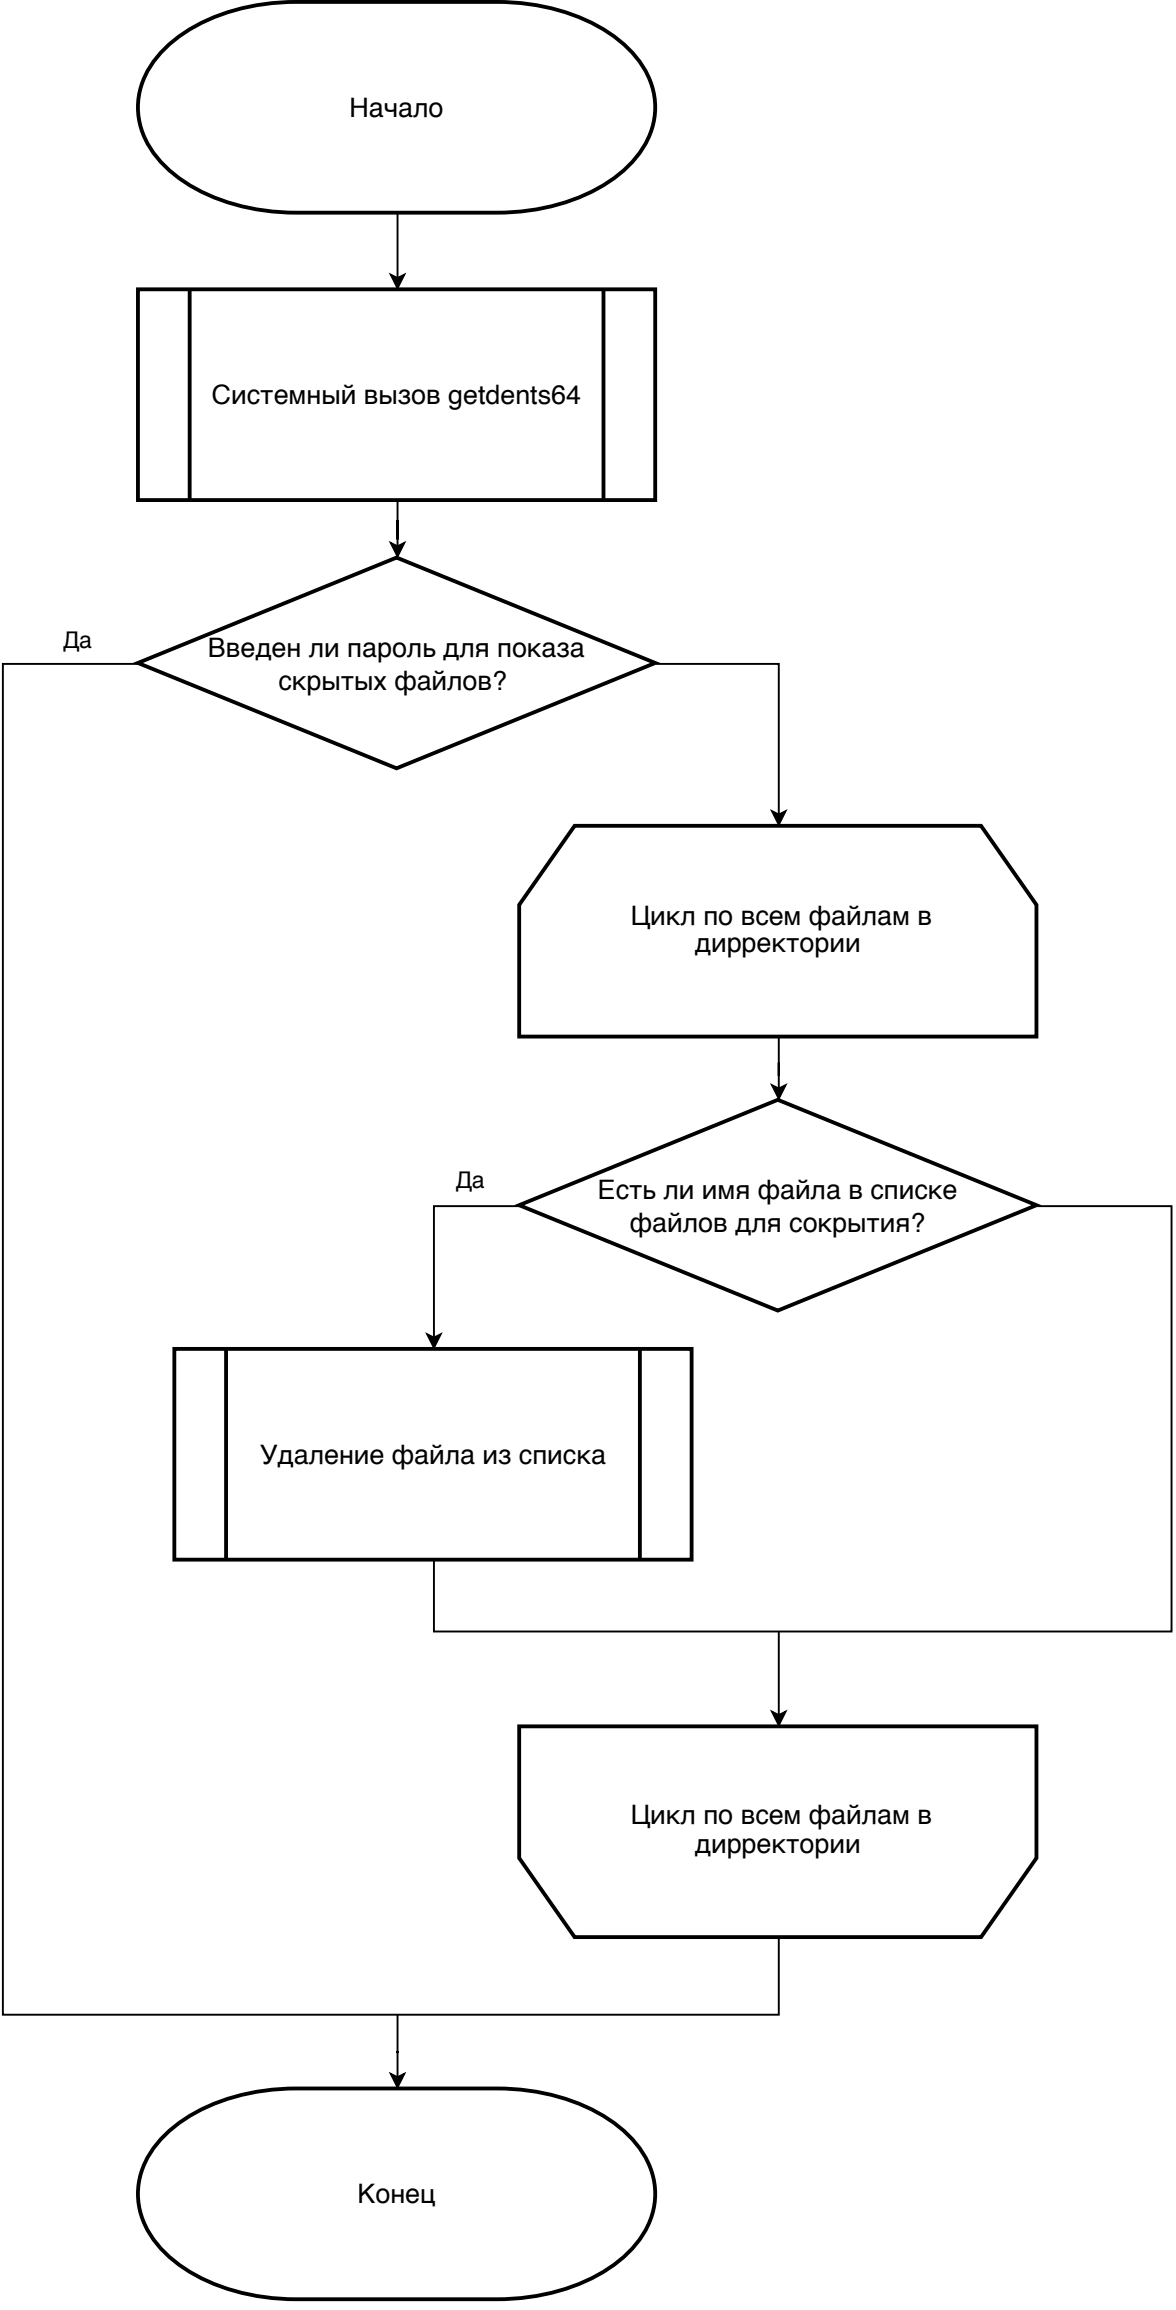 Начало
Системный вызов getdents64
Да
Введен ли пароль для показа
скрытых файлов?
Цикл по всем файлам в
дирректории
Да
Есть ли имя файла в списке
файлов для сокрытия?
Удаление файла из списка
Цикл по всем файлам в
дирректории
Конец